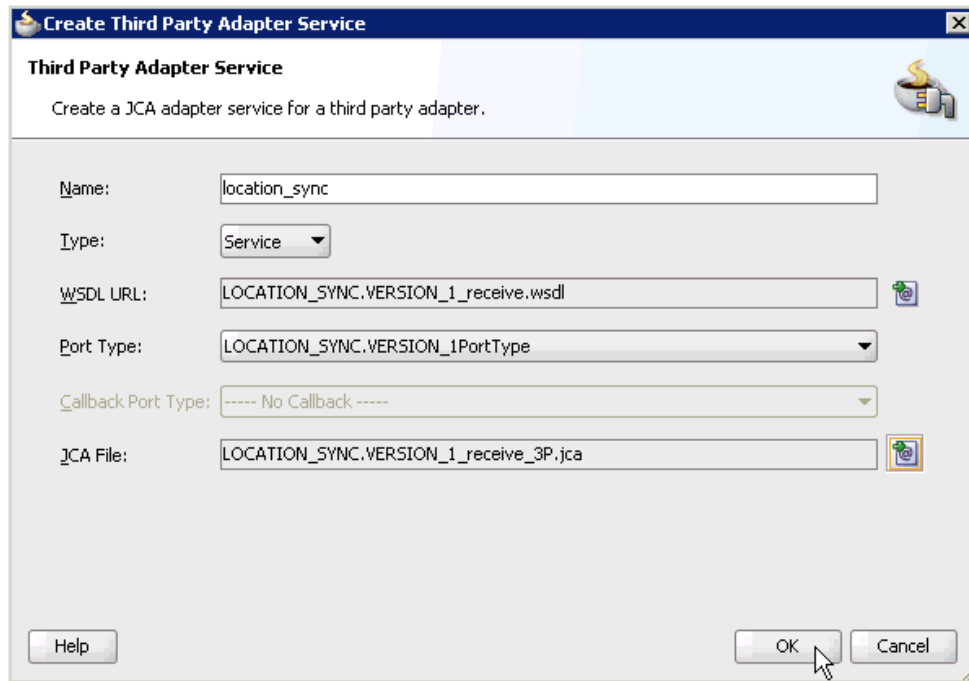 Create Third Party Adapter Service
Third Party Adapter Service
Create a JCA adapter service for a third party adapter.
Name: location_sync
Type: Service
WSDL URL: LOCATION_SYNC.VERSION_1_receive.wsdl
Port Type: LOCATION_SYNC.VERSION_1PortType
Callback Port Type: ----- No Callback -----
JCA File: LOCATION_SYNC.VERSION_1_receive_3P.jca
Help OK Cancel